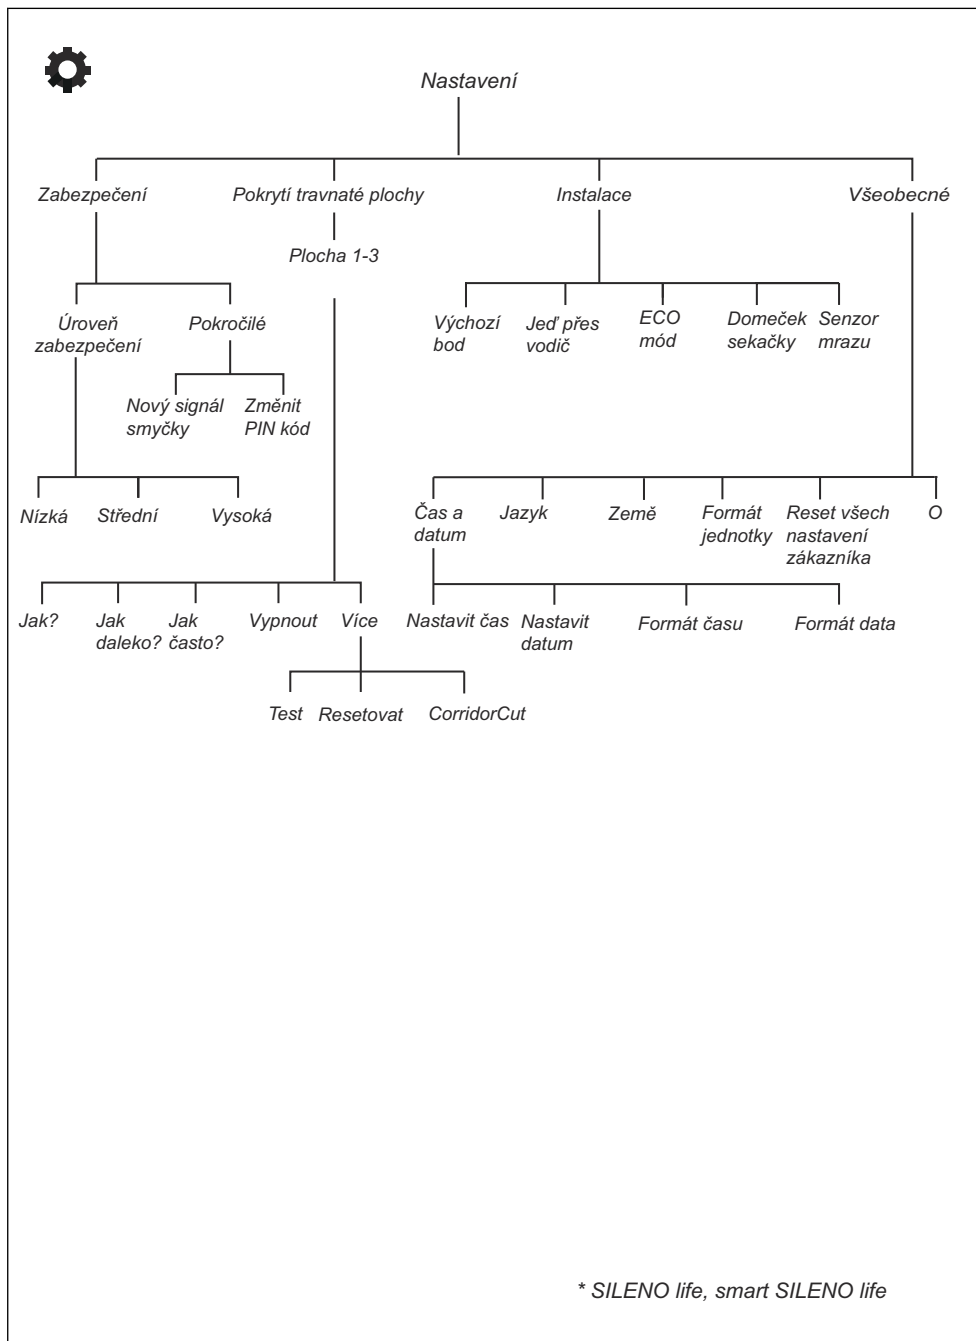 Nastavení
Zabezpečení
Pokrytí travnaté plochy
Instalace
Všeobecné
Plocha 1-3
Úroveň
zabezpečení
Pokročilé
Výchozí
bod
Jeď přes
vodič
ECO
mód
Domeček
sekačky
Senzor
mrazu
Nový signál
smyčky
Změnit
PIN kód
Nízká
Střední
Vysoká
Čas a
datum
Jazyk
Země
Formát
jednotky
Reset všech
nastavení
zákazníka
O
Jak?
Jak
daleko?
Jak
často?
Vypnout
Více
Nastavit čas
Nastavit
datum
Formát času
Formát data
Test
Resetovat
CorridorCut
* SILENO life, smart SILENO life